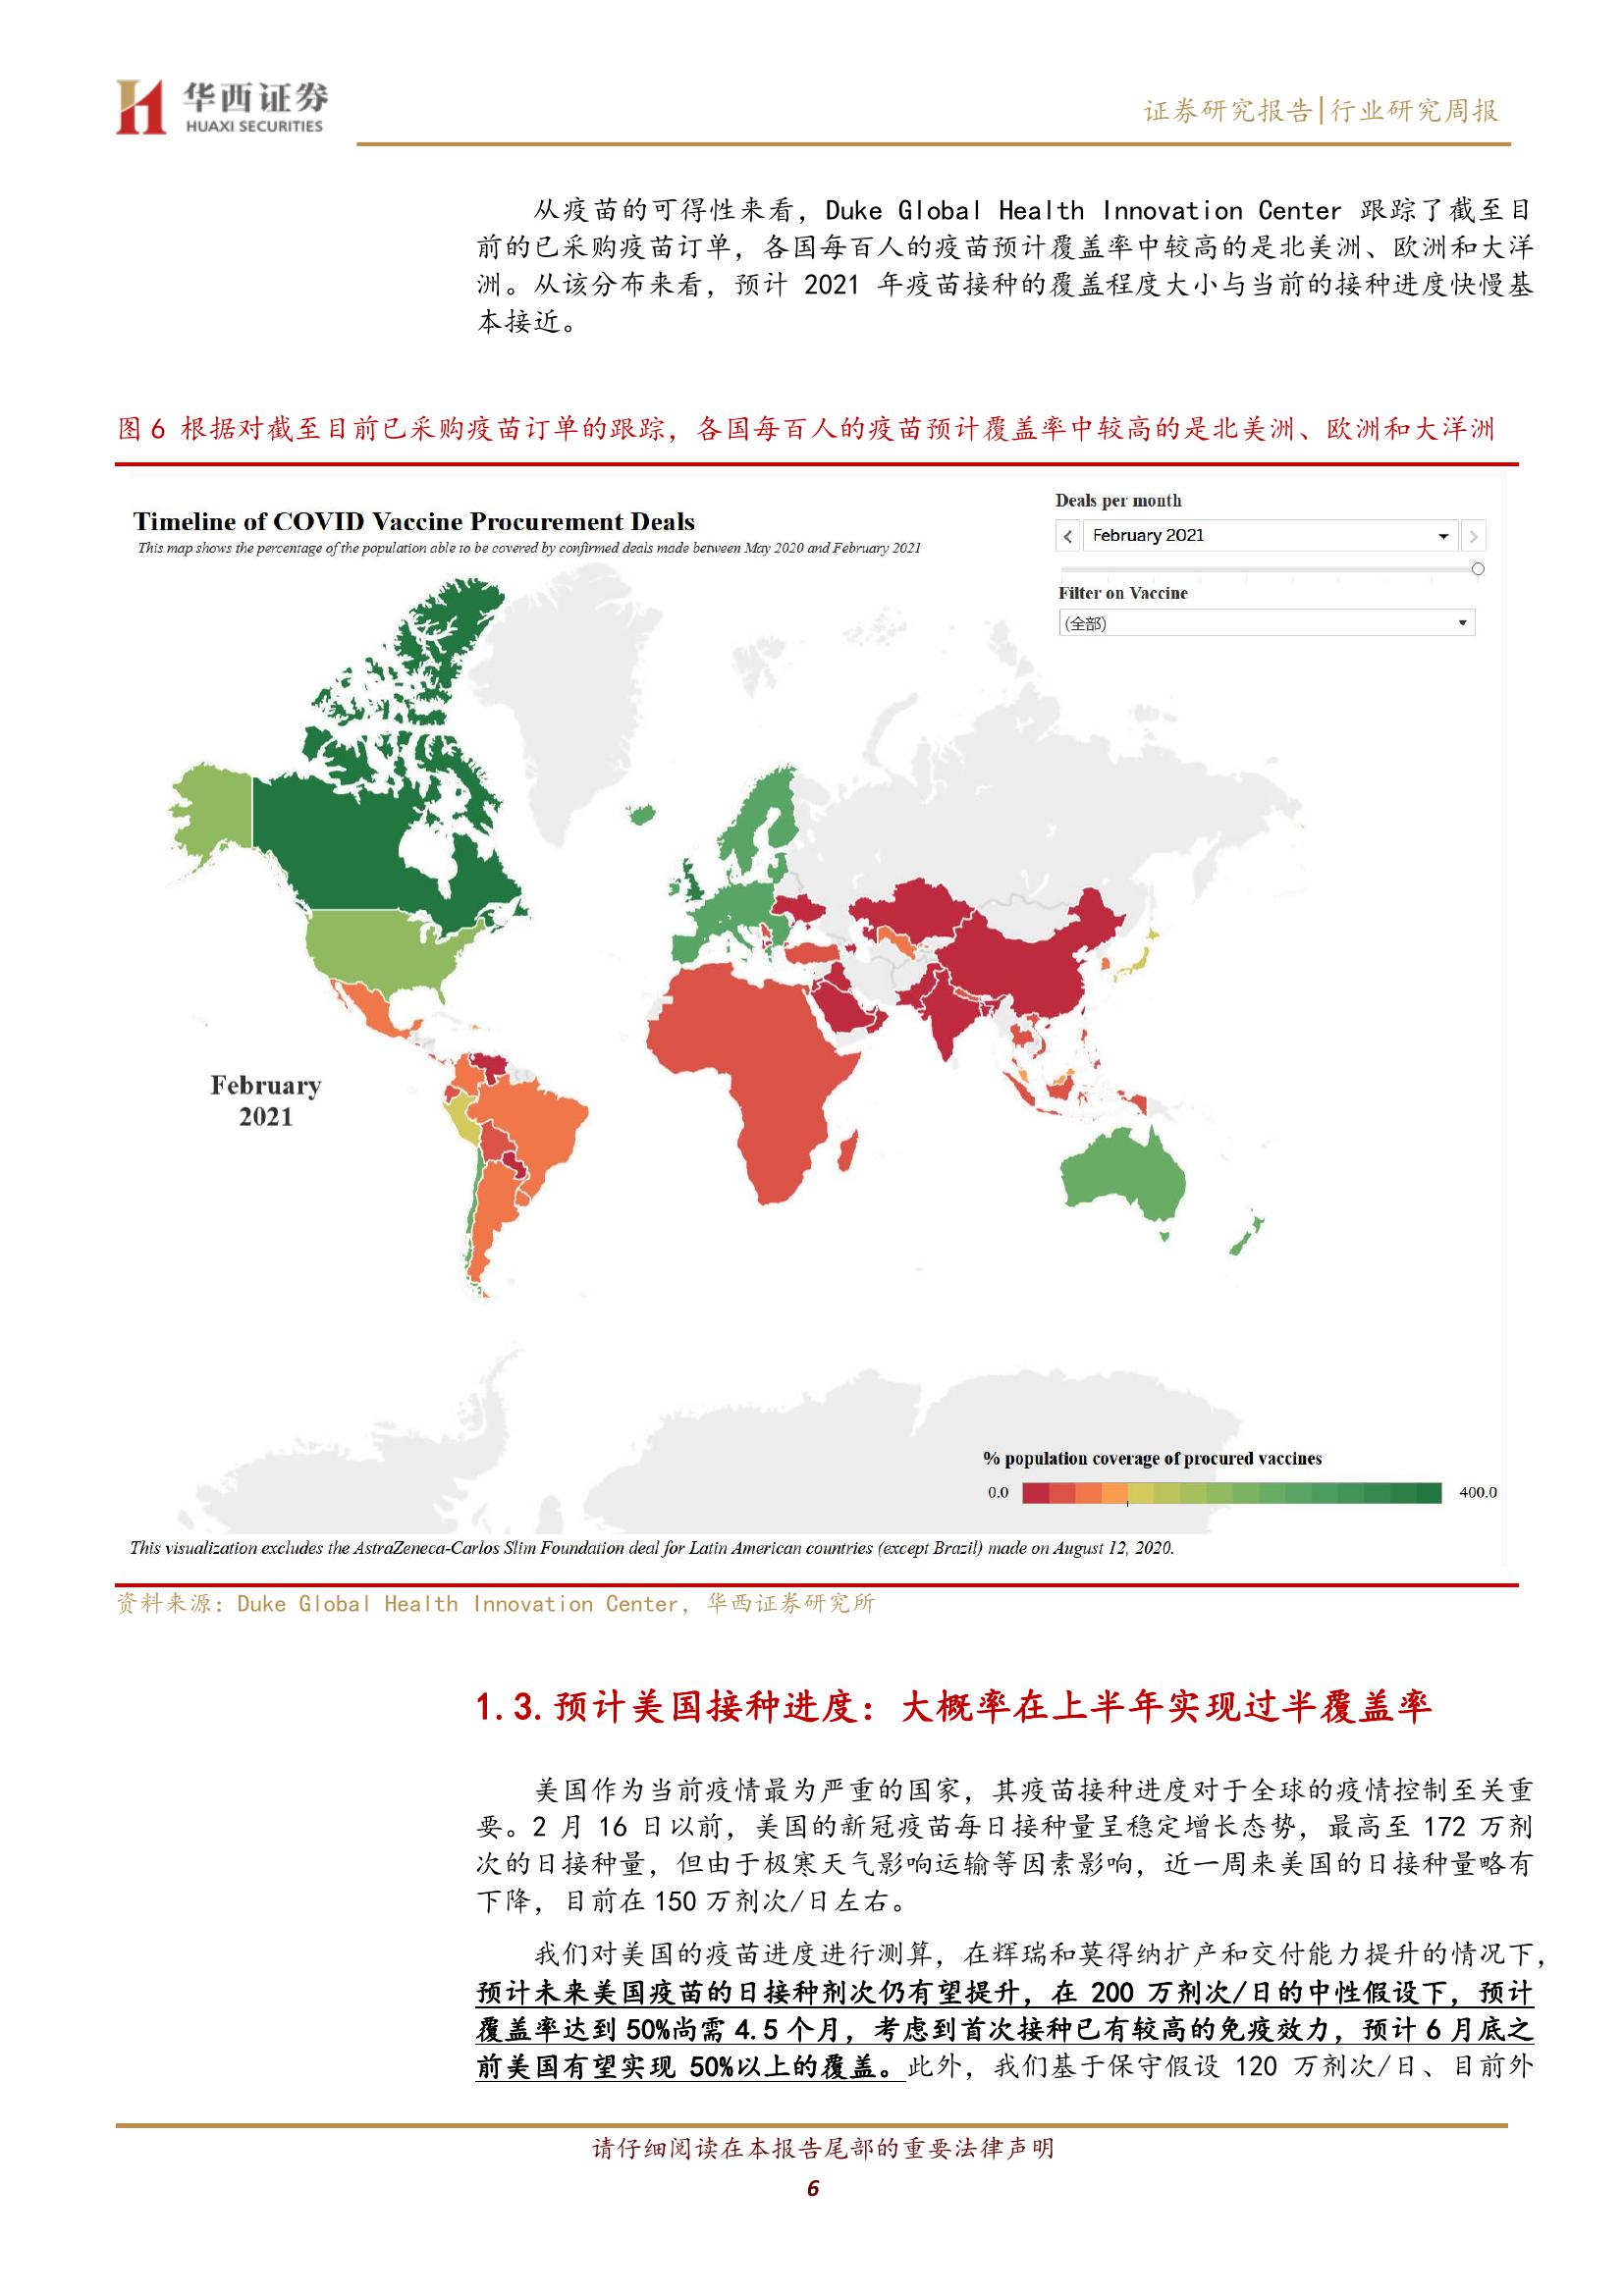 华西证券
HUAXI SECURITIES
证券研究报告|行业研究周报
从疫苗的可得性来看，Duke Global Health Innovation Center 跟踪了截至目
前的已采购疫苗订单，各国每百人的疫苗预计覆盖率中较高的是北美洲、欧洲和大洋
洲。从该分布来看，预计 2021 年疫苗接种的覆盖程度大小与当前的接种进度快慢基
本接近。
图 6 根据对截至目前已采购疫苗订单的跟踪，各国每百人的疫苗预计覆盖率中较高的是北美洲、欧洲和大洋洲
Timeline of COVID Vaccine Procurement Deals
This map shows the percentage of the population able to be covered by confirmed deals made between May 2020 and February 2021
Deals per month
February 2021
Filter on Vaccine
(全部)
February
2021
% population coverage of procured vaccines
0.0
400.0
This visualization excludes the AstraZeneca-Carlos Slim Foundation deal for Latin American countries (except Brazil) made on August 12, 2020.
资料来源：Duke Global Health Innovation Center，华西证券研究所
1.3.预计美国接种进度：大概率在上半年实现过半覆盖率
美国作为当前疫情最为严重的国家，其疫苗接种进度对于全球的疫情控制至关重
要。2 月 16 日以前，美国的新冠疫苗每日接种量呈稳定增长态势，最高至 172 万剂
次的日接种量，但由于极寒天气影响运输等因素影响，近一周来美国的日接种量略有
下降，目前在 150 万剂次/日左右。
我们对美国的疫苗进度进行测算，在辉瑞和莫得纳扩产和交付能力提升的情况下，
预计未来美国疫苗的日接种剂次仍有望提升，在 200 万剂次/日的中性假设下，预计
覆盖率达到 50%尚需 4.5 个月，考虑到首次接种已有较高的免疫效力，预计 6 月底之
前美国有望实现 50%以上的覆盖。此外，我们基于保守假设 120 万剂次/日、目前外
请仔细阅读在本报告尾部的重要法律声明
6